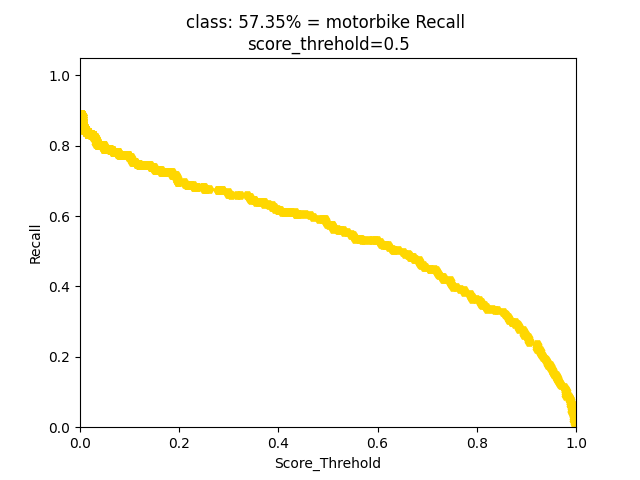 class: 57.35% = motorbike Recall
score_threhold=0.5
1.0
0.8
0.6
0.4
0.2
0.0
Recall
0.0 0.2 0.4 0.6 0.8 1.0
Score_Threhold